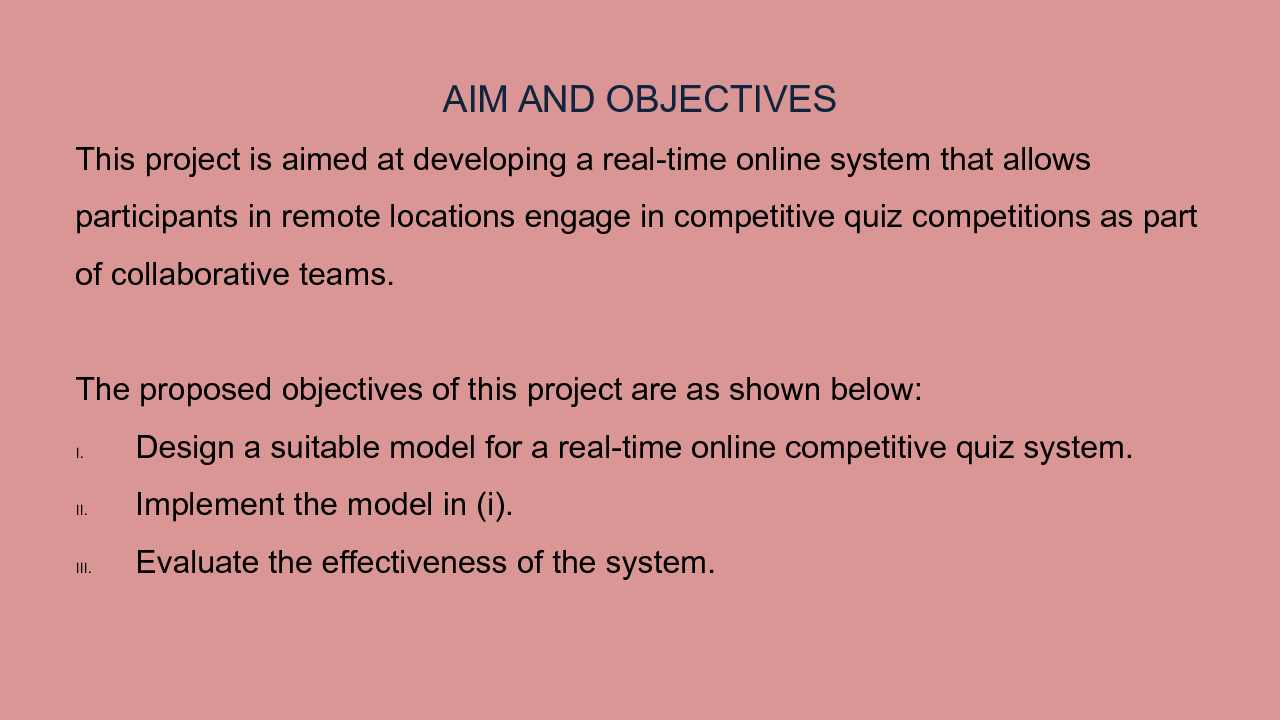 AIM AND OBJECTIVES
This project is aimed at developing a real-time online system that allows
participants in remote locations engage in competitive quiz competitions as part
of collaborative teams.
The proposed objectives of this project are as shown below:
I. Design a suitable model for a real-time online competitive quiz system.
II. Implement the model in (i).
III. Evaluate the effectiveness of the system.